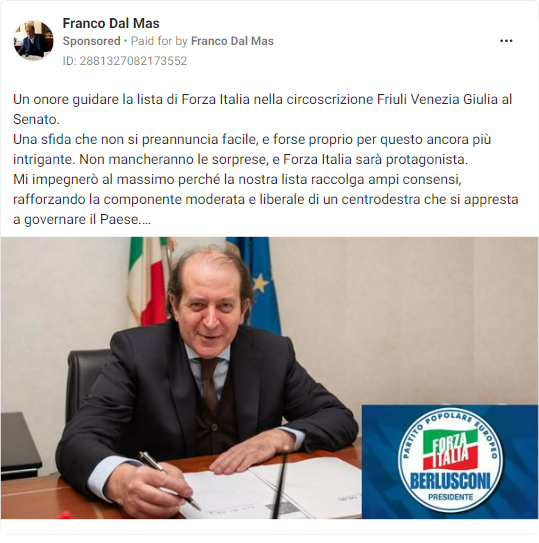 Franco Dal Mas
Sponsored • Paid for by Franco Dal Mas
ID: 2881327082173552
Un onore guidare la lista di Forza Italia nella circoscrizione Friuli Venezia Giulia al
Senato.
Una sfida che non si preannuncia facile, e forse proprio per questo ancora più
intrigante. Non mancheranno le sorprese, e Forza Italia sarà protagonista.
Mi impegnerò al massimo perché la nostra lista raccolga ampi consensi,
rafforzando la componente moderata e liberale di un centrodestra che si appresta
a governare il Paese....
PARTITO POPOLARE EUROPEO
FORZA
ITALIA
BERLUSCONI
PRESIDENTE